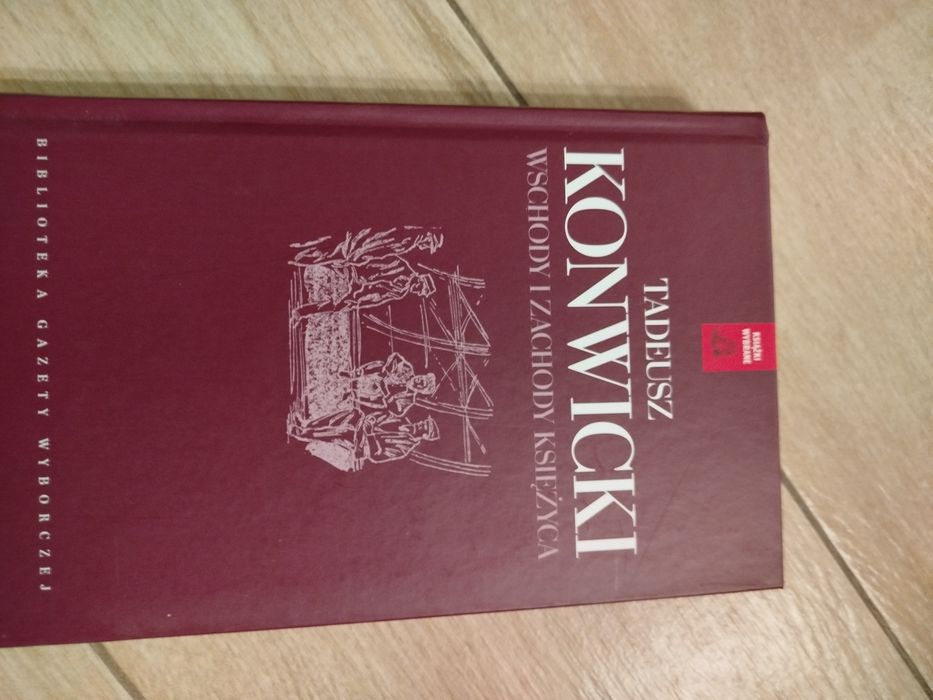 KSIĄŻKI
WYBRANE
TADEUSZ
KONWICKI
WSCHODY I ZACHODY KSIĘŻYCA
BIBLIOTEKA GAZETY WYBORCZEJ